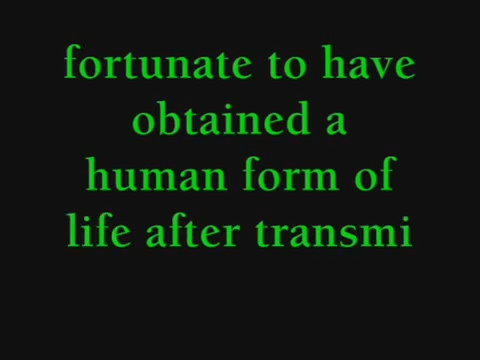 fortunate to have
obtained a
human form of
life after transmi